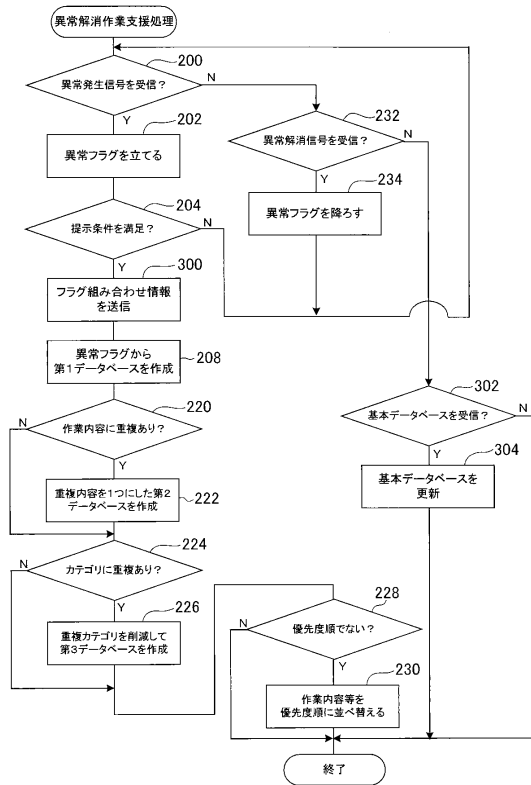 異常解消作業支援処理
200
異常発生信号を受信？
N
Y
202
異常フラグを立てる
204
提示条件を満足？
N
Y
300
フラグ組み合わせ情報
を送信
異常フラグから
第1データベースを作成
208
220
N
作業内容に重複あり？
Y
重複内容を1つにした第2
データベースを作成
222
224
N
カテゴリに重複あり？
Y
226
重複カテゴリを削減して
第3データベースを作成
232
異常解消信号を受信？
N
Y
234
異常フラグを降ろす
302
基本データベースを受信？
N
Y
304
基本データベースを
更新
228
優先度順でない？
N
Y
230
作業内容等を
優先度順に並べ替える
終了